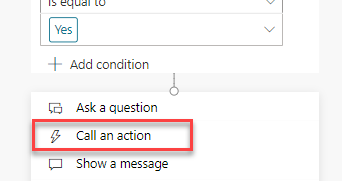 is equal to
Yes
Add condition
Ask a question
Call an action
Show a message